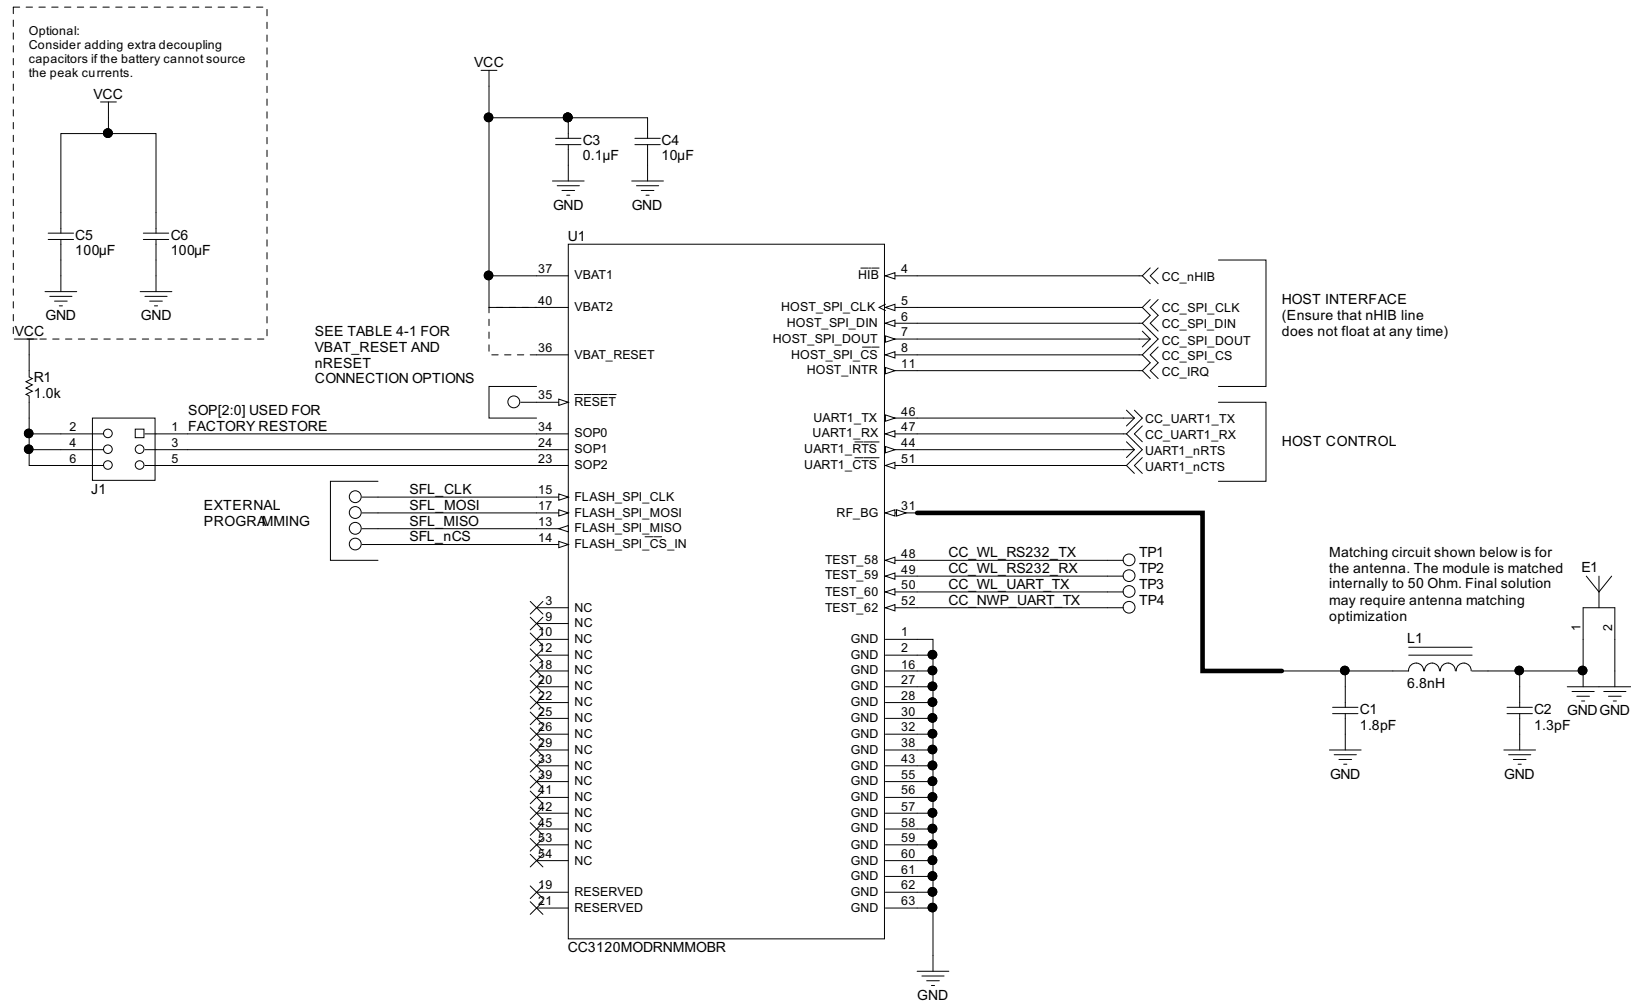 Optional:
Consider adding extra decoupling
capacitors if the battery cannot source
the peak currents.
VCC
C5
100µF
C6
100µF
GND
GND
VCC
R1
1.0k
VCC
C3
0.1µF
C4
10µF
GND
GND
SEE TABLE 4-1 FOR
VBAT_RESET AND
nRESET
CONNECTION OPTIONS
SOP[2:0] USED FOR
FACTORY RESTORE
2
4
6
1
3
5
J1
EXTERNAL
PROGRAMMING
SFL_CLK
SFL_MOSI
SFL_MISO
SFL_nCS
U1
37 VBAT1
40 VBAT2
36 VBAT_RESET
35 RESET
34 SOP0
24 SOP1
23 SOP2
15 FLASH_SPI_CLK
17 FLASH_SPI_MOSI
13 FLASH_SPI_MISO
14 FLASH_SPI_CS_IN
3 NC
9 NC
10 NC
12 NC
18 NC
20 NC
22 NC
25 NC
26 NC
29 NC
33 NC
39 NC
41 NC
42 NC
45 NC
53 NC
54 NC
19 RESERVED
21 RESERVED
HIB 4 CC_nHIB
HOST_SPI_CLK 5 CC_SPI_CLK
HOST_SPI_DIN 6 CC_SPI_DIN
HOST_SPI_DOUT 7 CC_SPI_DOUT
HOST_SPI_CS 8 CC_SPI_CS
HOST_INTR 11 CC_IRQ
HOST INTERFACE
(Ensure that nHIB line
does not float at any time)
UART1_TX 46 CC_UART1_TX
UART1_RX 47 CC_UART1_RX
UART1_RTS 44 UART1_nRTS
UART1_CTS 51 UART1_nCTS
HOST CONTROL
RF_BG 31
TEST_58 48 CC_WL_RS232_TX TP1
TEST_59 49 CC_WL_RS232_RX TP2
TEST_60 50 CC_WL_UART_TX TP3
TEST_62 52 CC_NWP_UART_TX TP4
GND 1
GND 2
GND 16
GND 27
GND 28
GND 30
GND 32
GND 38
GND 43
GND 55
GND 56
GND 57
GND 58
GND 59
GND 60
GND 61
GND 62
GND 63
CC3120MODRNMMOBR
GND
Matching circuit shown below is for
the antenna. The module is matched
internally to 50 Ohm. Final solution
may require antenna matching
optimization
E1
1
2
L1
6.8nH
C1
1.8pF
C2
1.3pF
GND GND
GND
GND